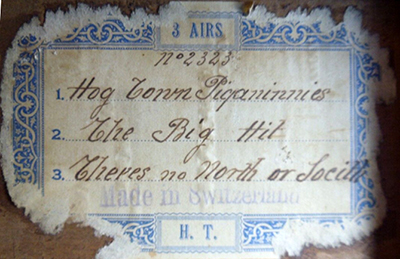 3 AIRS
No 2323
1. Hog Town Piganinnies
2. The Big Hit
3. Theres no North or
Made in Switzerland
H. T.